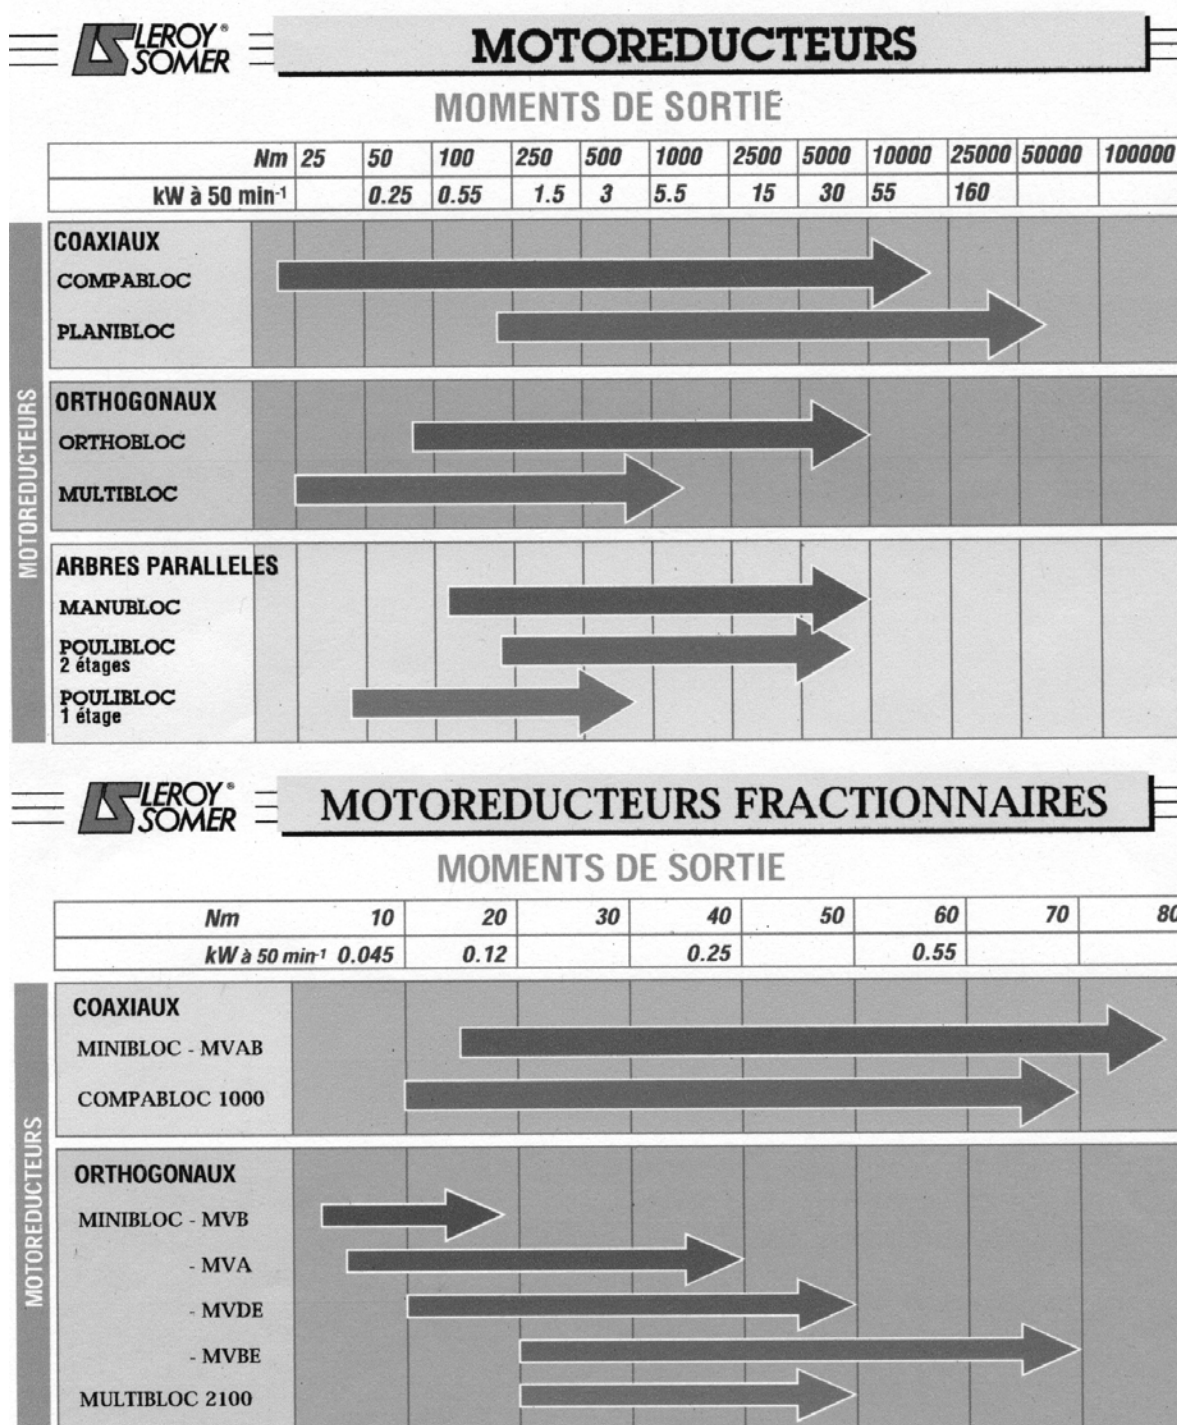 LEROY®
SOMER
MOTOREDUCTEURS
MOMENTS DE SORTIE
Nm 25 50 100 250 500 1000 2500 5000 10000 25000 50000 100000
kW à 50 min-1 0.25 0.55 1.5 3 5.5 15 30 55 160
MOTOREDUCTEURS
COAXIAUX
COMPABLOC
PLANIBLOC
ORTHOGONAUX
ORTHOBLOC
MULTIBLOC
ARBRES PARALLELES
MANUBLOC
POULIBLOC
2 étages
POULIBLOC
1 étage
LEROY®
SOMER
MOTOREDUCTEURS FRACTIONNAIRES
MOMENTS DE SORTIE
Nm 10 20 30 40 50 60 70 80
kW à 50 min-1 0.045 0.12 0.25 0.55
MOTOREDUCTEURS
COAXIAUX
MINIBLOC - MVAB
COMPABLOC 1000
ORTHOGONAUX
MINIBLOC - MVB
- MVA
- MVDE
- MVBE
MULTIBLOC 2100